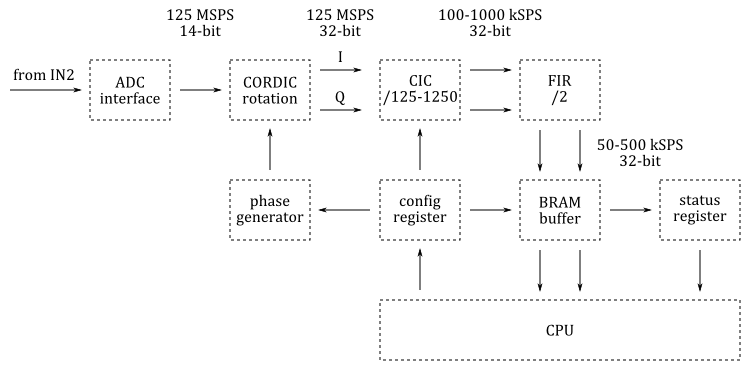 125 MSPS
14-bit
125 MSPS
32-bit
100-1000 kSPS
32-bit
from IN2
ADC
interface
CORDIC
rotation
I
Q
CIC
/125-1250
FIR
/2
50-500 kSPS
32-bit
phase
generator
config
register
BRAM
buffer
status
register
CPU